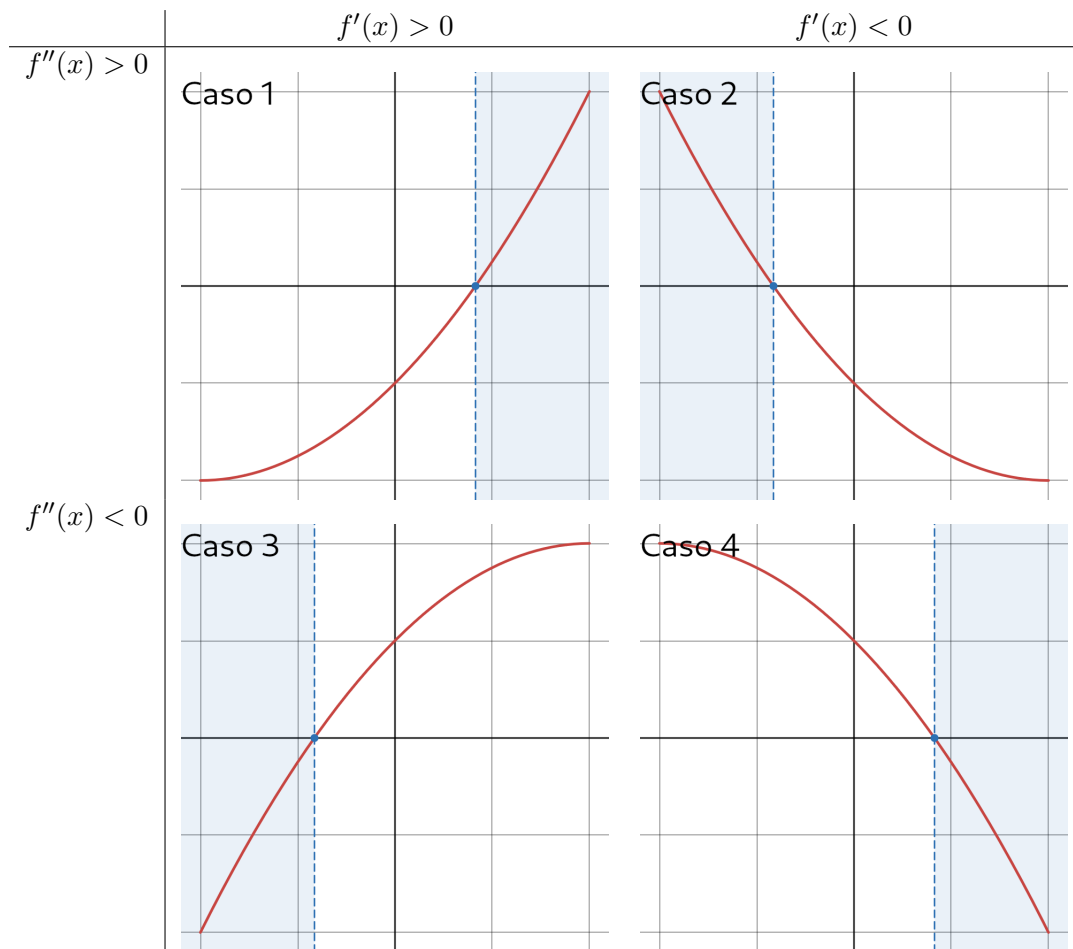 f′(x) > 0 f′(x) < 0
f″(x) > 0
Caso 1 Caso 2
f″(x) < 0
Caso 3 Caso 4